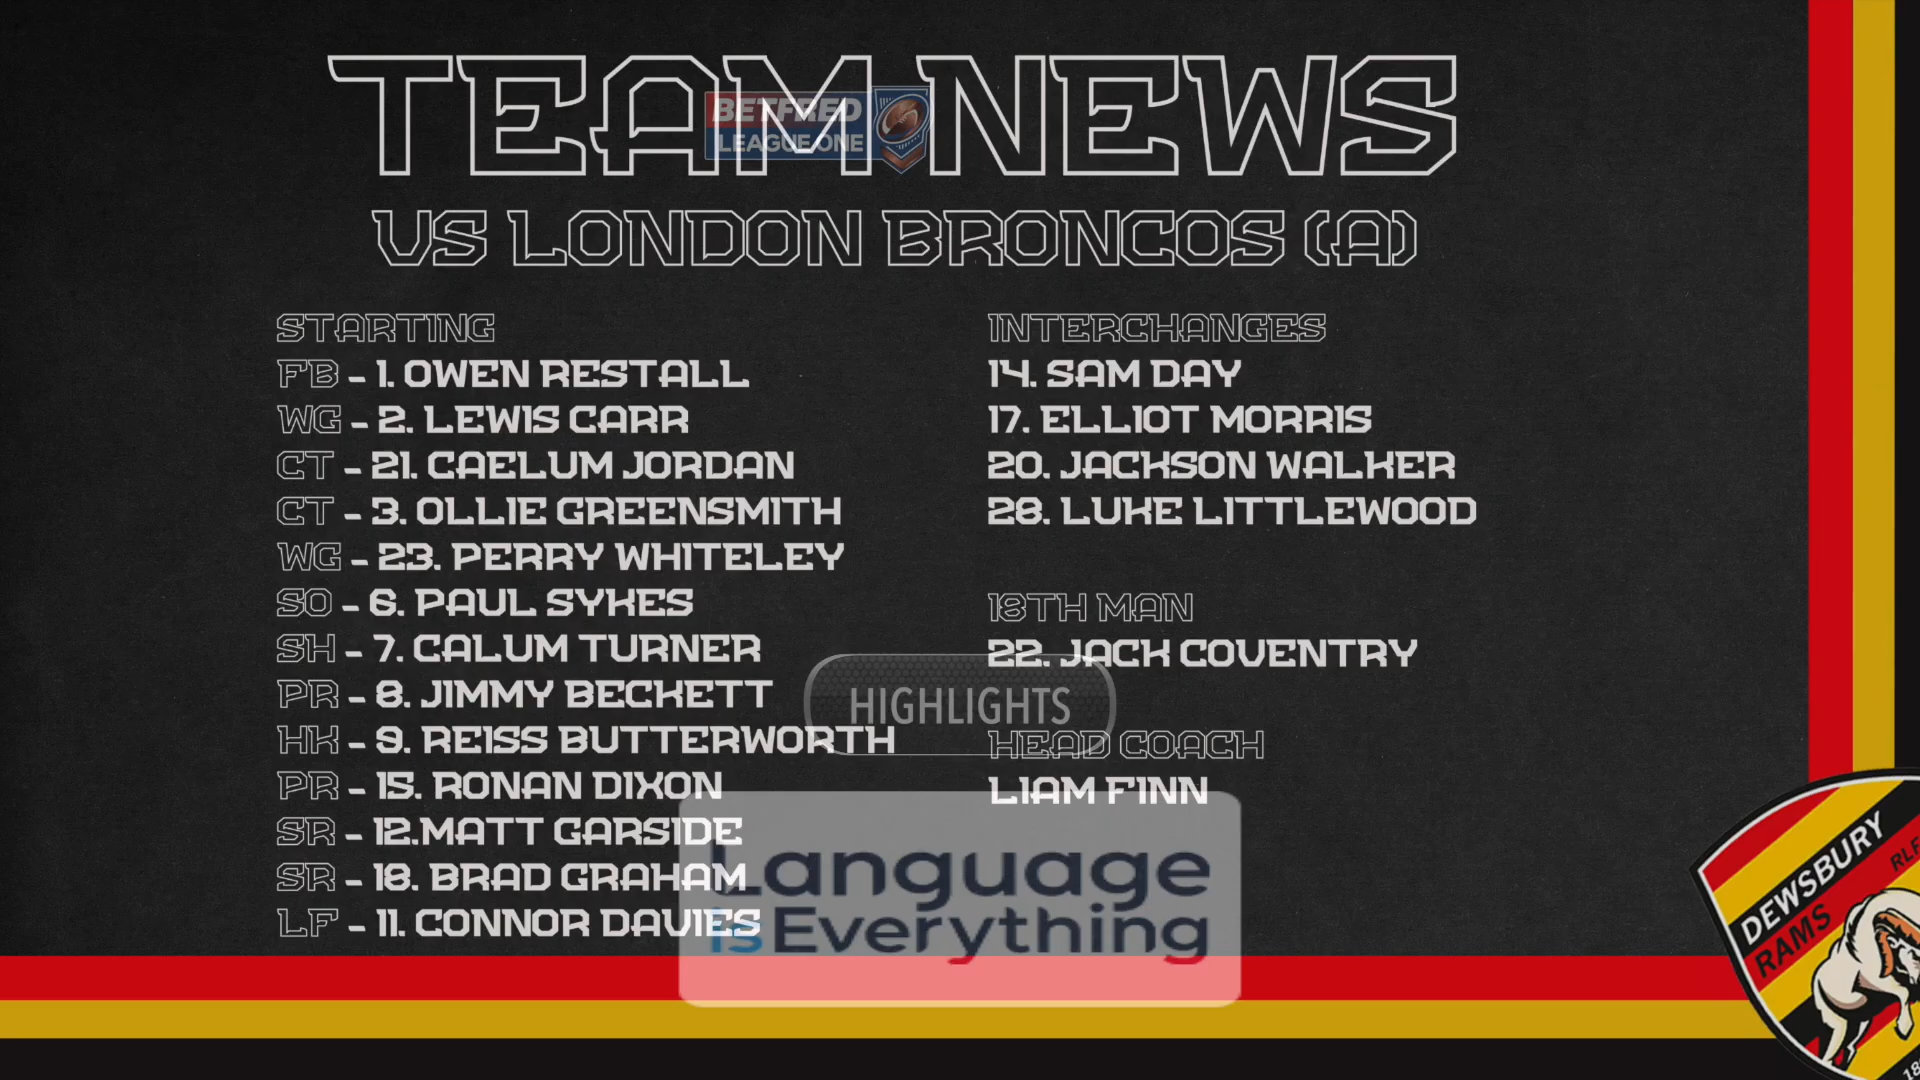 TEAM NEWS
BETFRED
LEAGUE ONE
VS LONDON BRONCOS (A)
STARTING
FB - 1. OWEN RESTALL
WG - 2. LEWIS CARR
CT - 21. CAELUM JORDAN
CT - 3. OLLIE GREENSMITH
WG - 23. PERRY WHITELEY
SO - 6. PAUL SYKES
SH - 7. CALUM TURNER
PR - 8. JIMMY BECKETT
HK - 9. REISS BUTTERWORTH
PR - 15. RONAN DIXON
SR - 12.MATT GARSIDE
SR - 18. BRAD GRAHAM
LF - 11. CONNOR DAVIES
INTERCHANGES
14. SAM DAY
17. ELLIOT MORRIS
20. JACKSON WALKER
28. LUKE LITTLEWOOD
18TH MAN
22. JACK COVENTRY
HIGHLIGHTS
HEAD COACH
LIAM FINN
Language
is Everything
DEWSBURY
RAMS